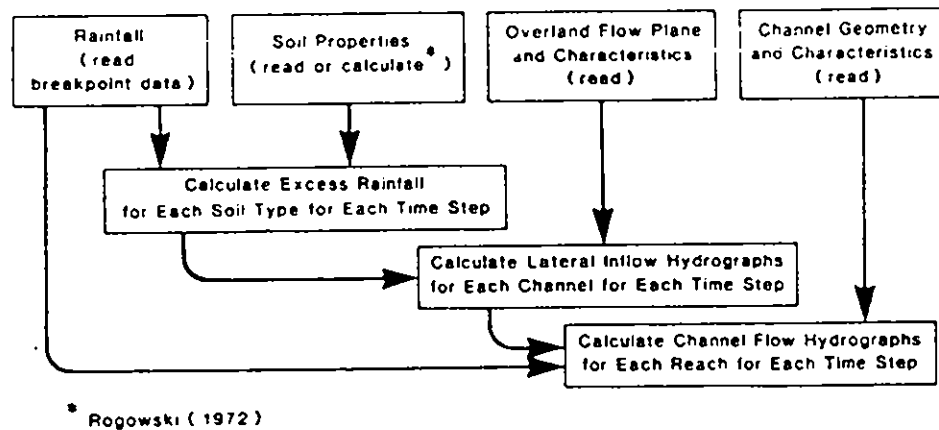 Rainfall
(read
breakpoint data)
Soil Properties
(read or calculate*)
Overland Flow Plane
and Characteristics
(read)
Channel Geometry
and Characteristics
(read)
Calculate Excess Rainfall
for Each Soil Type for Each Time Step
Calculate Lateral Inflow Hydrographs
for Each Channel for Each Time Step
Calculate Channel Flow Hydrographs
for Each Reach for Each Time Step
* Rogowski (1972)